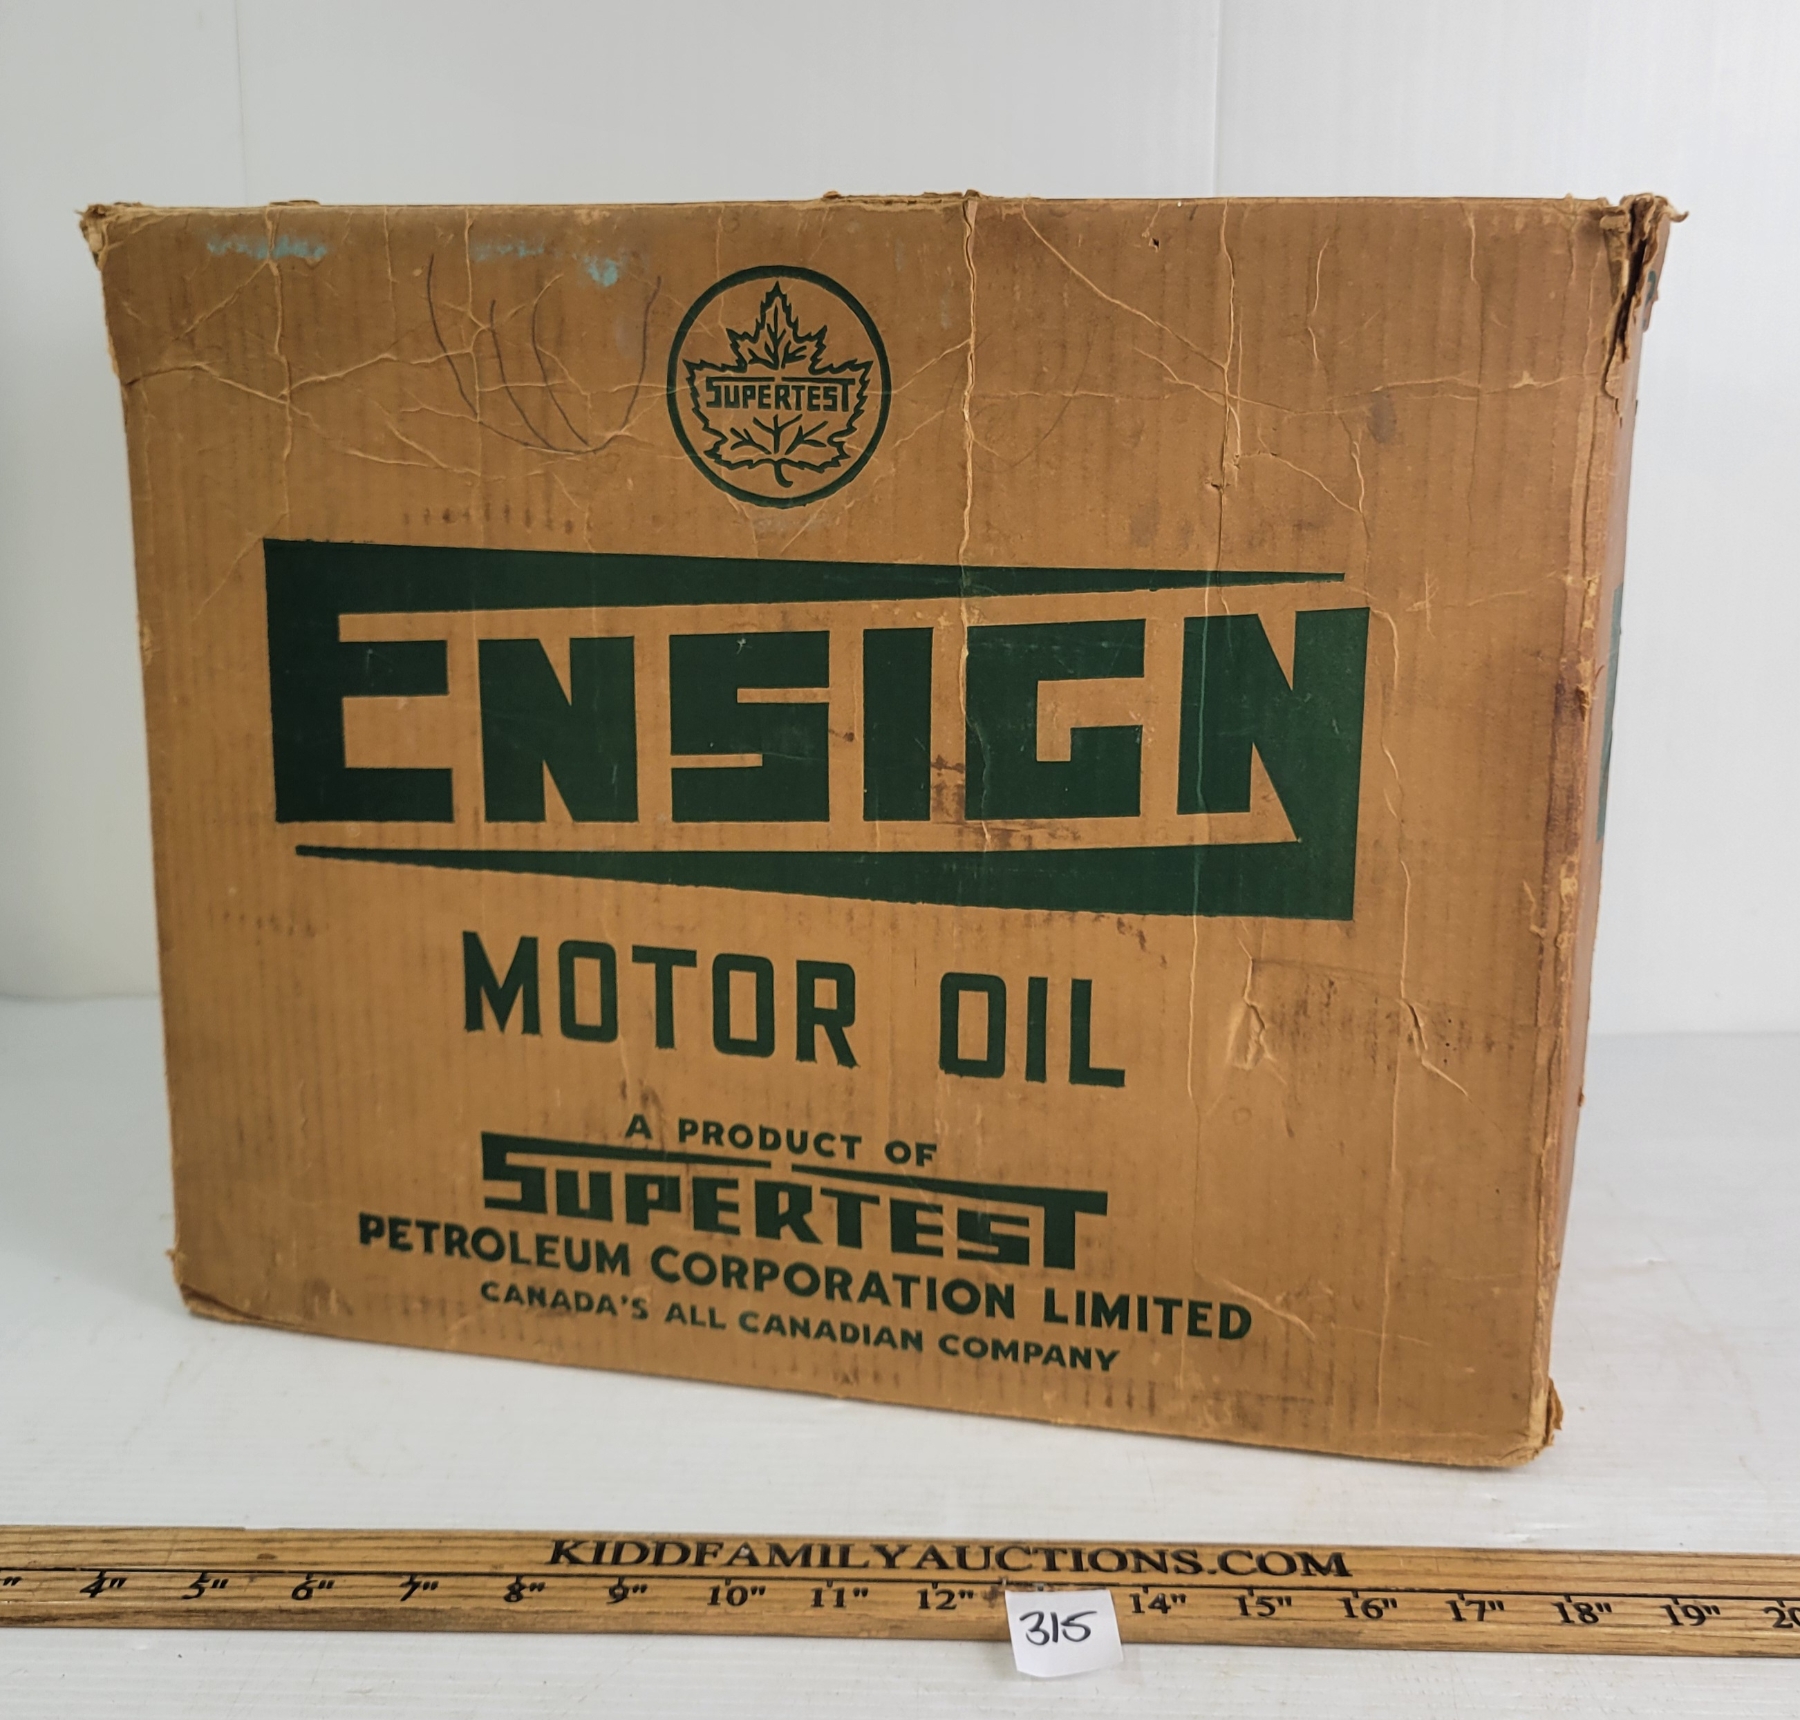 SUPERTEST
ENSIGN
MOTOR OIL
A PRODUCT OF
SUPERTEST
PETROLEUM CORPORATION LIMITED
CANADA'S ALL CANADIAN COMPANY
KIDDFAMILYAUCTIONS.COM
4" 5" 6" 7" 8" 9" 10" 11" 12" 14" 15" 16" 17" 18" 19" 20
315